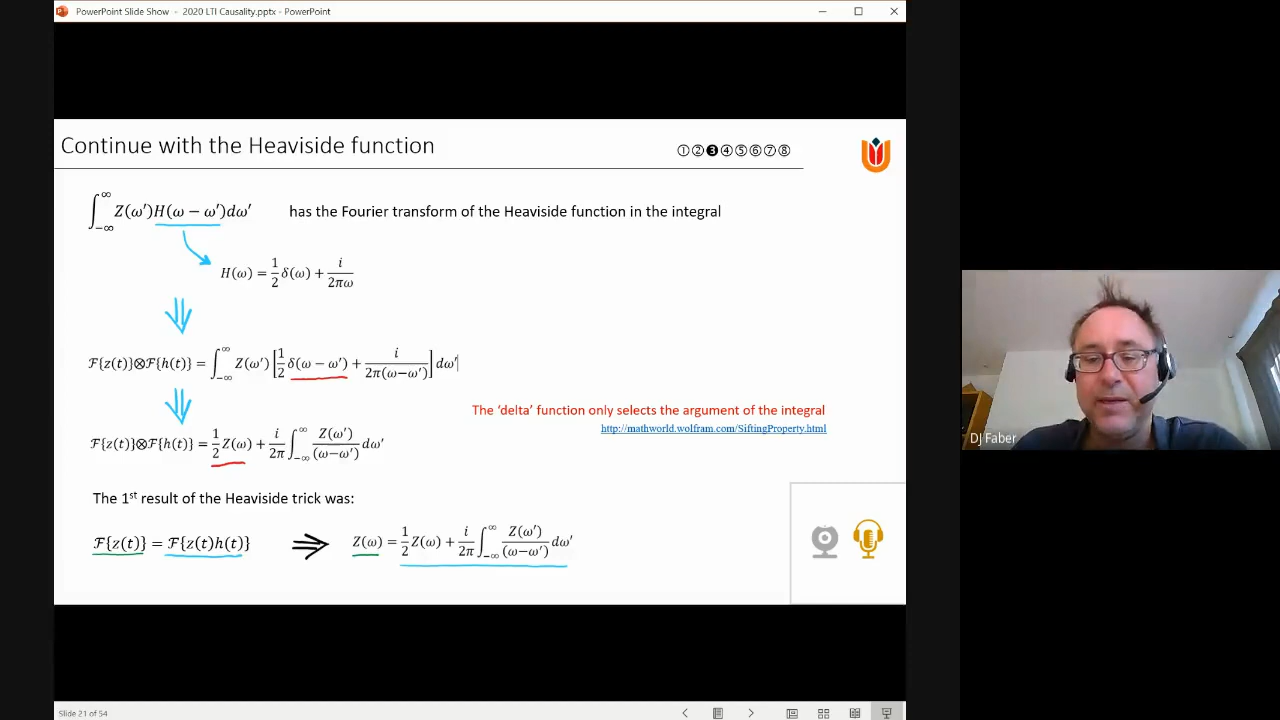 PowerPoint Slide Show - 2020 LTI Causality.pptx - PowerPoint
Continue with the Heaviside function
①②❸④⑤⑥⑦⑧
∫_{-∞}^{∞} Z(ω′)H(ω − ω′)dω′ has the Fourier transform of the Heaviside function in the integral
H(ω) = 1/2 δ(ω) + i/2πω
ℱ{z(t)}⊗ℱ{h(t)} = ∫_{-∞}^{∞} Z(ω′) [1/2 δ(ω − ω′) + i/2π(ω−ω′)] dω′
The 'delta' function only selects the argument of the integral
http://mathworld.wolfram.com/SiftingProperty.html
ℱ{z(t)}⊗ℱ{h(t)} = 1/2 Z(ω) + i/2π ∫_{-∞}^{∞} Z(ω′)/(ω−ω′) dω′
The 1st result of the Heaviside trick was:
ℱ{z(t)} = ℱ{z(t)h(t)} ⇒ Z(ω) = 1/2 Z(ω) + i/2π ∫_{-∞}^{∞} Z(ω′)/(ω−ω′) dω′
DJ Faber
Slide 21 of 54